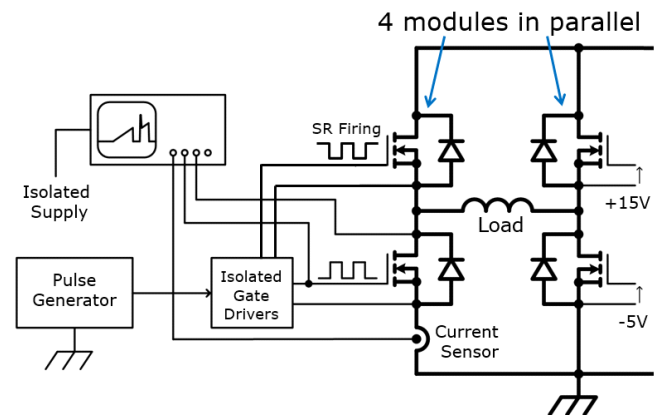 4 modules in parallel
SR Firing
Isolated
Supply
+15V
Load
Pulse
Generator
Isolated
Gate
Drivers
-5V
Current
Sensor